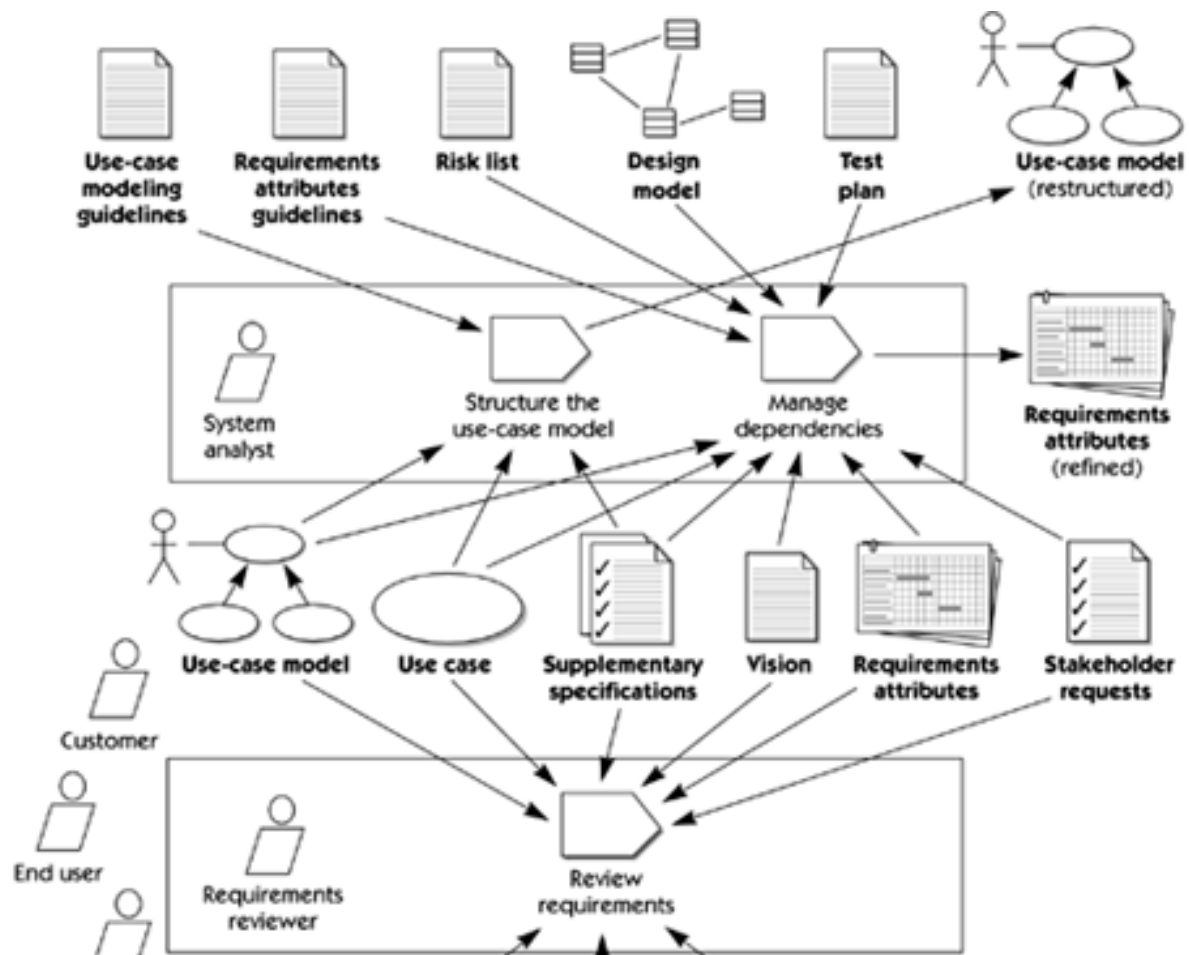 Use-case
modeling
guidelines
Requirements
attributes
guidelines
Risk list
Design
model
Test
plan
Use-case model
(restructured)
System
analyst
Structure the
use-case model
Manage
dependencies
Requirements
attributes
(refined)
Use-case model
Use case
Supplementary
specifications
Vision
Requirements
attributes
Stakeholder
requests
Customer
End user
Requirements
reviewer
Review
requirements